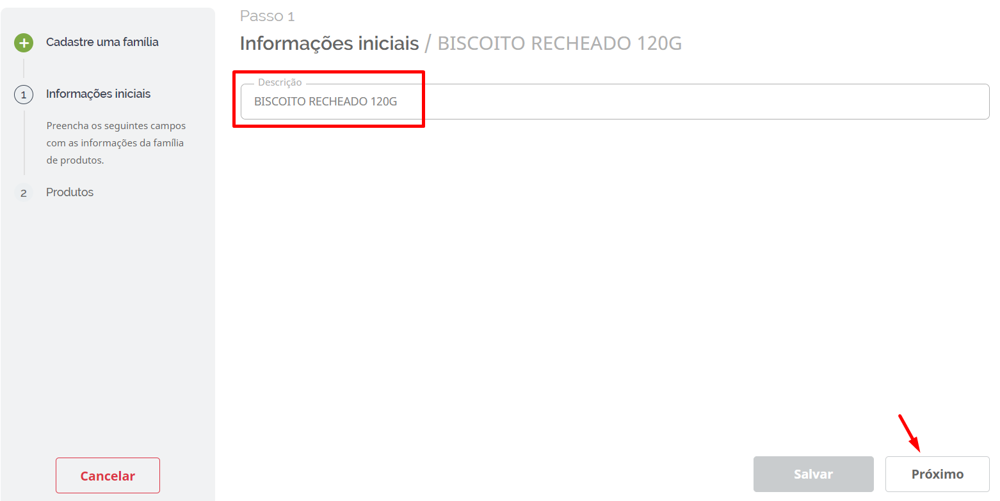 Cadastre uma família
1
Informações iniciais
Preencha os seguintes campos
com as informações da família
de produtos.
2
Produtos
Cancelar
Passo 1
Informações iniciais / BISCOITO RECHEADO 120G
Descrição
BISCOITO RECHEADO 120G
Salvar
Próximo